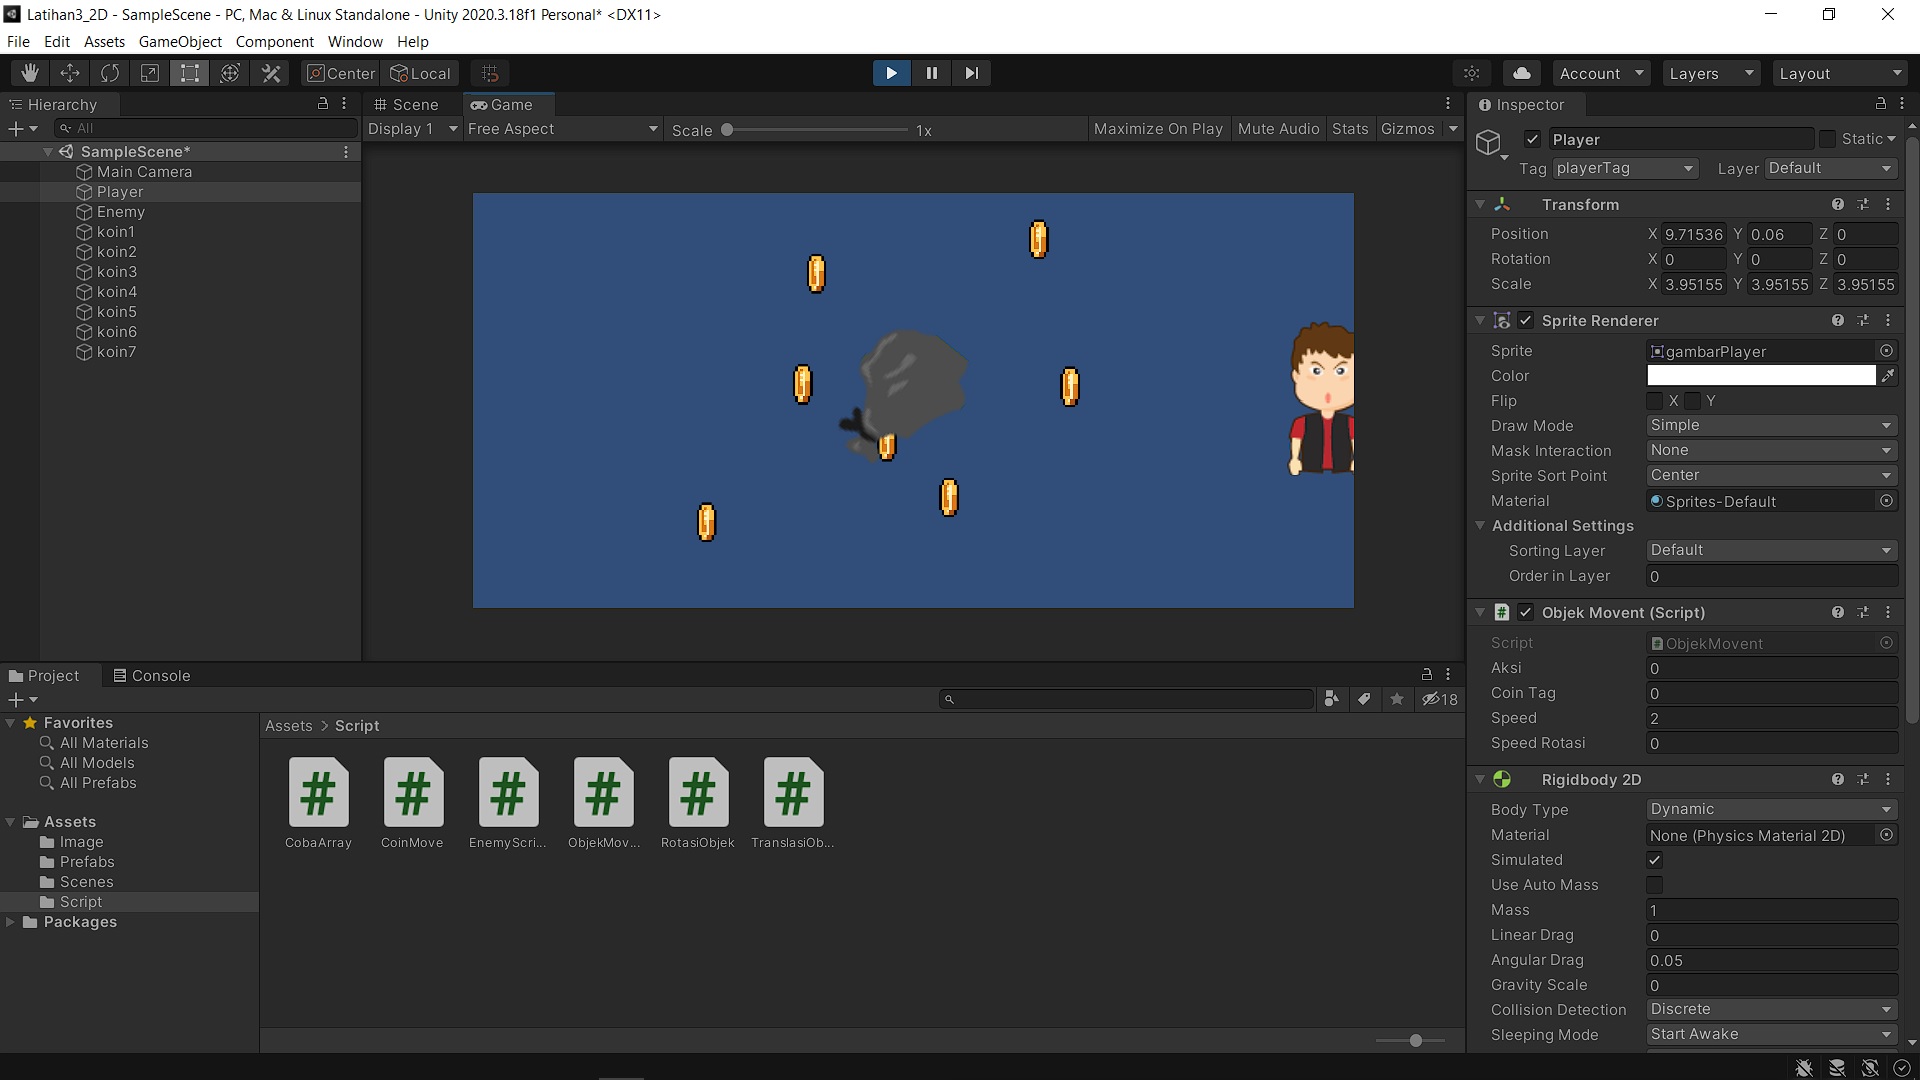 Latihan3_2D - SampleScene - PC, Mac & Linux Standalone - Unity 2020.3.18f1 Personal* <DX11>
File Edit Assets GameObject Component Window Help
Center Local
Account Layers Layout
Hierarchy
All
SampleScene*
Main Camera
Player
Enemy
koin1
koin2
koin3
koin4
koin5
koin6
koin7
Scene Game
Display 1 Free Aspect Scale 1x Maximize On Play Mute Audio Stats Gizmos
Inspector
Player Static
Tag playerTag Layer Default
Transform
Position X 9.71536 Y 0.06 Z 0
Rotation X 0 Y 0 Z 0
Scale X 3.95155 Y 3.95155 Z 3.95155
Sprite Renderer
Sprite gambarPlayer
Color
Flip X Y
Draw Mode Simple
Mask Interaction None
Sprite Sort Point Center
Material Sprites-Default
Additional Settings
Sorting Layer Default
Order in Layer 0
Objek Movent (Script)
Script ObjekMovent
Aksi 0
Coin Tag 0
Speed 2
Speed Rotasi 0
Rigidbody 2D
Body Type Dynamic
Material None (Physics Material 2D)
Simulated
Use Auto Mass
Mass 1
Linear Drag 0
Angular Drag 0.05
Gravity Scale 0
Collision Detection Discrete
Sleeping Mode Start Awake
Project Console
18
Favorites
All Materials
All Models
All Prefabs
Assets
Image
Prefabs
Scenes
Script
Packages
Assets > Script
CobaArray CoinMove EnemyScri... ObjekMov... RotasiObjek TranslasiOb...